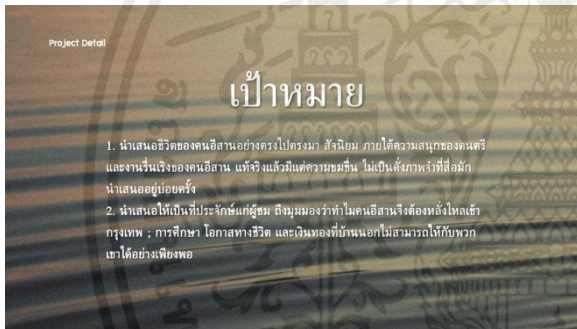 Project Detail
เป้าหมาย
1. นำเสนอชีวิตของคนอีสานอย่างตรงไปตรงมา สัจนิยม ภายใต้ความสนุกของดนตรี
และงานรื่นเริงของคนอีสาน แท้จริงแล้วมีแต่ความขมขื่น ไม่เป็นดั่งภาพจำที่สื่อมัก
นำเสนออยู่บ่อยครั้ง
2. นำเสนอให้เป็นที่ประจักษ์แก่ผู้ชม ถึงมุมมองว่าทำไมคนอีสานจึงต้องหลั่งไหลเข้า
กรุงเทพ ; การศึกษา โอกาสทางชีวิต และเงินทองที่บ้านนอกไม่สามารถให้กับพวก
เขาได้อย่างเพียงพอ